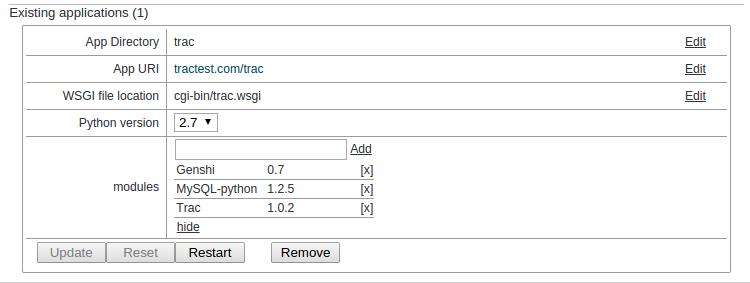 Existing applications (1)
App Directory trac Edit
App URI tractest.com/trac Edit
WSGI file location cgi-bin/trac.wsgi Edit
Python version 2.7 ▼
Add
Genshi 0.7 [x]
modules MySQL-python 1.2.5 [x]
Trac 1.0.2 [x]
hide
Update Reset Restart Remove